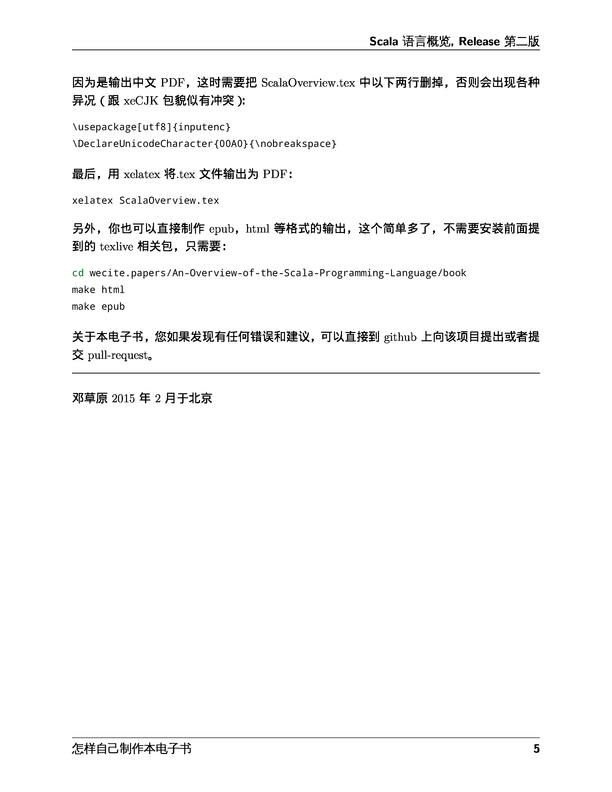 Scala 语言概览, Release 第二版
因为是输出中文 PDF，这时需要把 ScalaOverview.tex 中以下两行删掉，否则会出现各种
异况（跟 xeCJK 包貌似有冲突）：
\usepackage[utf8]{inputenc}
\DeclareUnicodeCharacter{00A0}{\nobreakspace}
最后，用 xelatex 将.tex 文件输出为 PDF：
xelatex ScalaOverview.tex
另外，你也可以直接制作 epub，html 等格式的输出，这个简单多了，不需要安装前面提
到的 texlive 相关包，只需要：
cd wecite.papers/An-Overview-of-the-Scala-Programming-Language/book
make html
make epub
关于本电子书，您如果发现有任何错误和建议，可以直接到 github 上向该项目提出或者提
交 pull-request。
邓草原 2015 年 2 月于北京
怎样自己制作本电子书 5